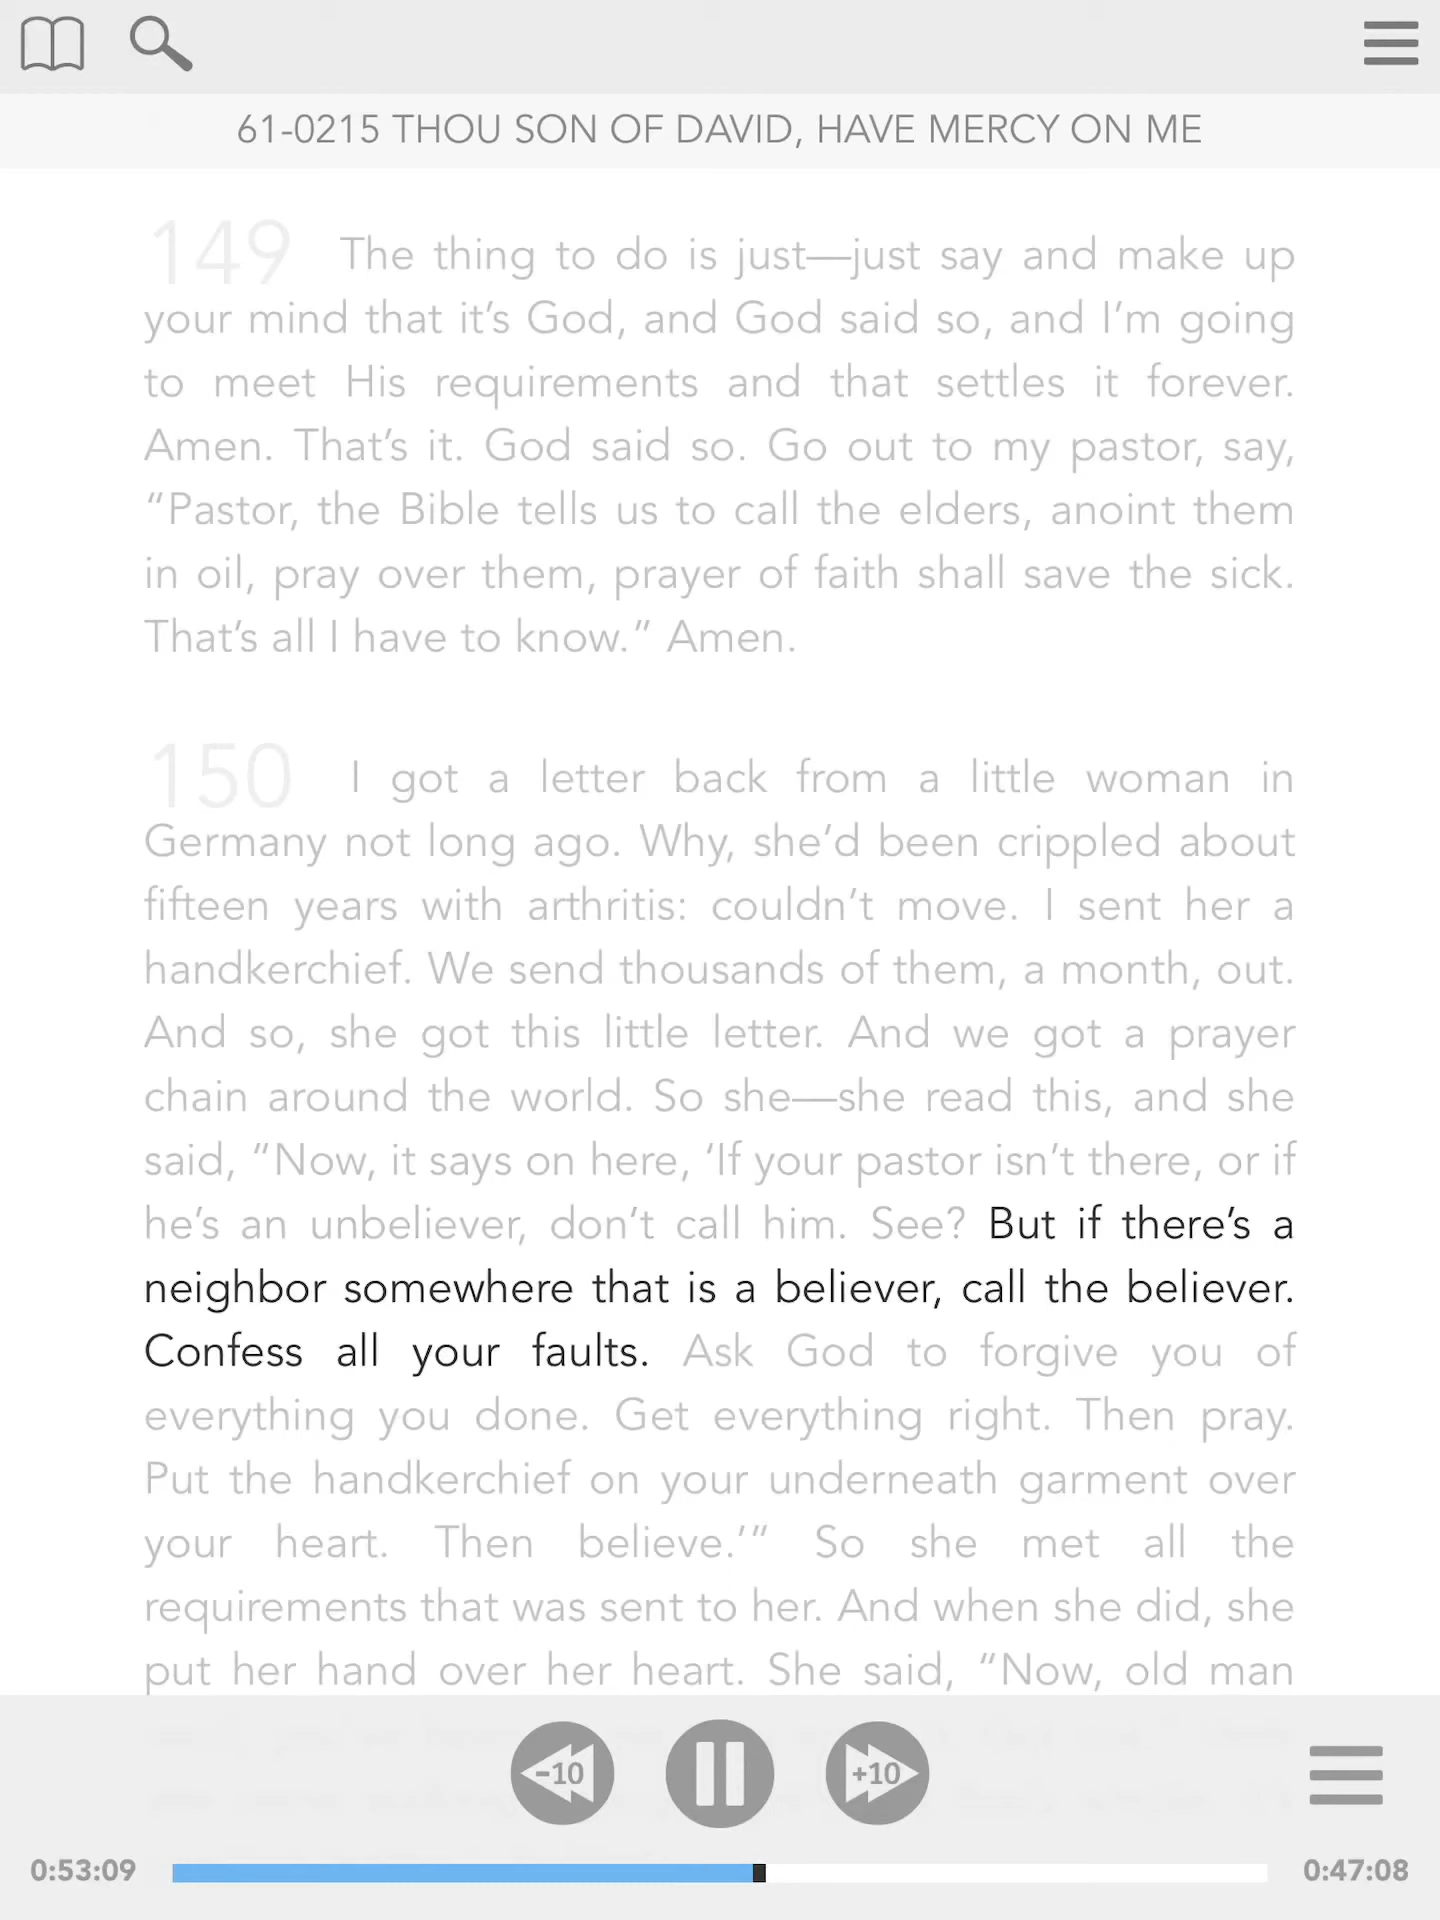 61-0215 THOU SON OF DAVID, HAVE MERCY ON ME
149 The thing to do is just—just say and make up
your mind that it’s God, and God said so, and I’m going
to meet His requirements and that settles it forever.
Amen. That’s it. God said so. Go out to my pastor, say,
“Pastor, the Bible tells us to call the elders, anoint them
in oil, pray over them, prayer of faith shall save the sick.
That’s all I have to know.” Amen.
150 I got a letter back from a little woman in
Germany not long ago. Why, she’d been crippled about
fifteen years with arthritis: couldn’t move. I sent her a
handkerchief. We send thousands of them, a month, out.
And so, she got this little letter. And we got a prayer
chain around the world. So she—she read this, and she
said, “Now, it says on here, ‘If your pastor isn’t there, or if
he’s an unbeliever, don’t call him. See? But if there’s a
neighbor somewhere that is a believer, call the believer.
Confess all your faults. Ask God to forgive you of
everything you done. Get everything right. Then pray.
Put the handkerchief on your underneath garment over
your heart. Then believe.’” So she met all the
requirements that was sent to her. And when she did, she
put her hand over her heart. She said, “Now, old man
-10 +10
0:53:09 0:47:08